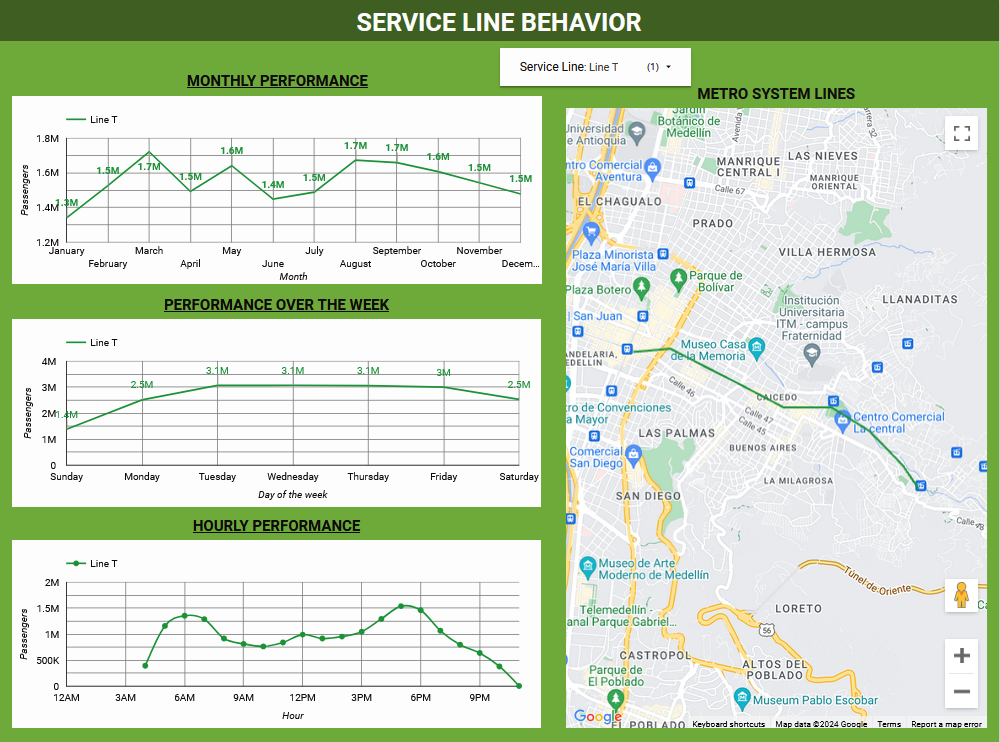 SERVICE LINE BEHAVIOR
Service Line: Line T (1)
MONTHLY PERFORMANCE
Line T
Passengers
1.8M
1.6M
1.4M
1.2M
1.3M
1.5M
1.7M
1.5M
1.6M
1.4M
1.5M
1.7M
1.7M
1.6M
1.5M
1.5M
January
February
March
April
May
June
July
August
September
October
November
Decem...
Month
PERFORMANCE OVER THE WEEK
Line T
Passengers
4M
3M
2M
1M
0
1.4M
2.5M
3.1M
3.1M
3.1M
3M
2.5M
Sunday
Monday
Tuesday
Wednesday
Thursday
Friday
Saturday
Day of the week
HOURLY PERFORMANCE
Line T
Passengers
2M
1.5M
1M
500K
0
12AM
3AM
6AM
9AM
12PM
3PM
6PM
9PM
Hour
METRO SYSTEM LINES
Jardín
Botánico de
Medellín
Universidad
de Antioquia
Avenida
Carrera 32
LAS NIEVES
MANRIQUE
CENTRAL I
ntro Comercial
Aventura
MANRIQUE
ORIENTAL
Calle 67
EL CHAGUALO
PRADO
VILLA HERMOSA
Plaza Minorista
José María Villa
Parque de
Bolívar
Plaza Botero
LLANADITAS
Institución
Universitaria
ITM - campus
Fraternidad
San Juan
Museo Casa
de la Memoria
ANDELARIA,
EDELLÍN
Calle 46
CAICEDO
tro de Convenciones
a Mayor
Calle 47
Calle 45
Centro Comercial
La central
LAS PALMAS
BUENOS AIRES
Comercial
San Diego
LA MILAGROSA
SAN DIEGO
Calle 48
Museo de Arte
Moderno de Medellín
Túnel de Oriente
Telemedellín -
anal Parque Gabriel...
LORETO
56
CASTROPOL
ALTOS DEL
POBLADO
Parque de
El Poblado
Museum Pablo Escobar
Google
EL POBLADO
Keyboard shortcuts
Map data ©2024 Google
Terms
Report a map error